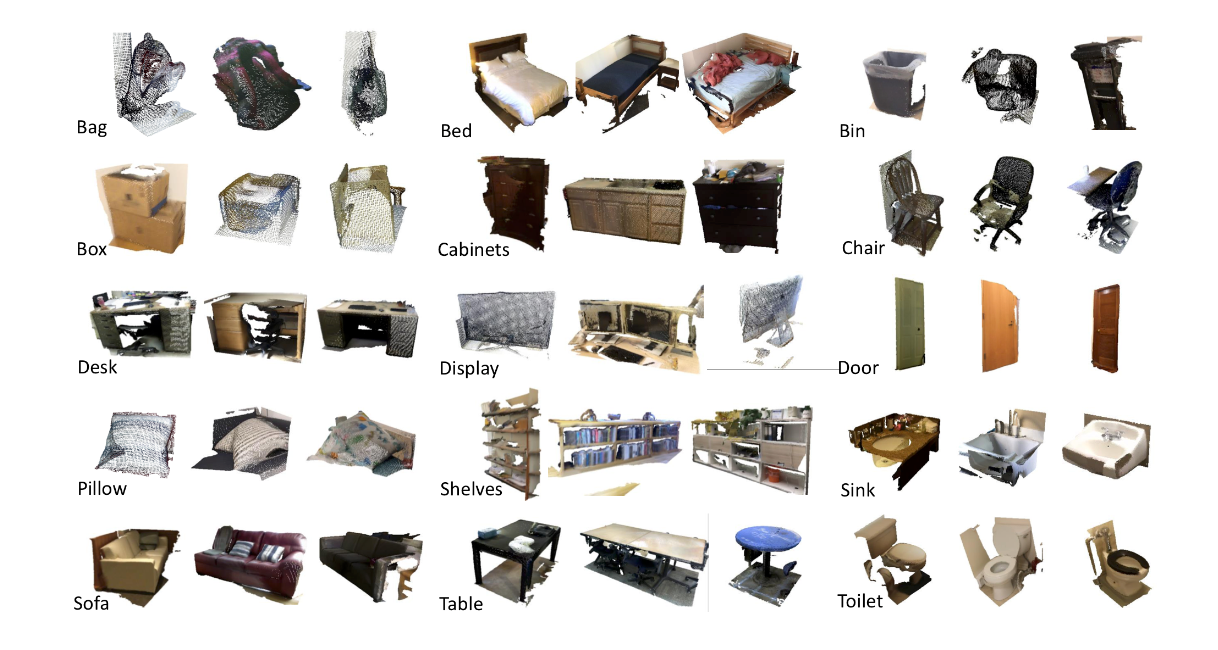 Bag
Bed
Bin
Box
Cabinets
Chair
Desk
Display
Door
Pillow
Shelves
Sink
Sofa
Table
Toilet